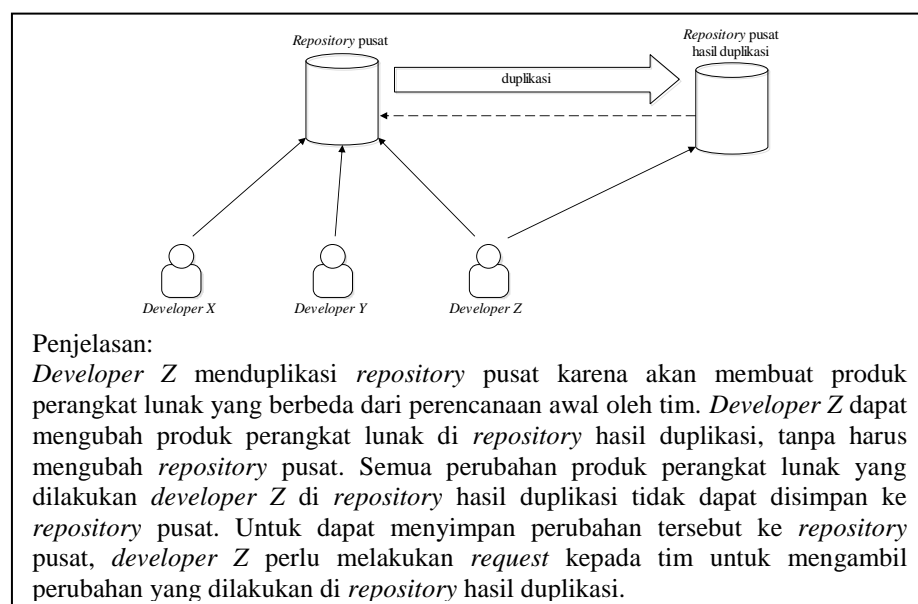 Repository pusat
Repository pusat
hasil duplikasi
duplikasi
Developer X
Developer Y
Developer Z
Penjelasan:
Developer Z menduplikasi repository pusat karena akan membuat produk
perangkat lunak yang berbeda dari perencanaan awal oleh tim. Developer Z dapat
mengubah produk perangkat lunak di repository hasil duplikasi, tanpa harus
mengubah repository pusat. Semua perubahan produk perangkat lunak yang
dilakukan developer Z di repository hasil duplikasi tidak dapat disimpan ke
repository pusat. Untuk dapat menyimpan perubahan tersebut ke repository
pusat, developer Z perlu melakukan request kepada tim untuk mengambil
perubahan yang dilakukan di repository hasil duplikasi.